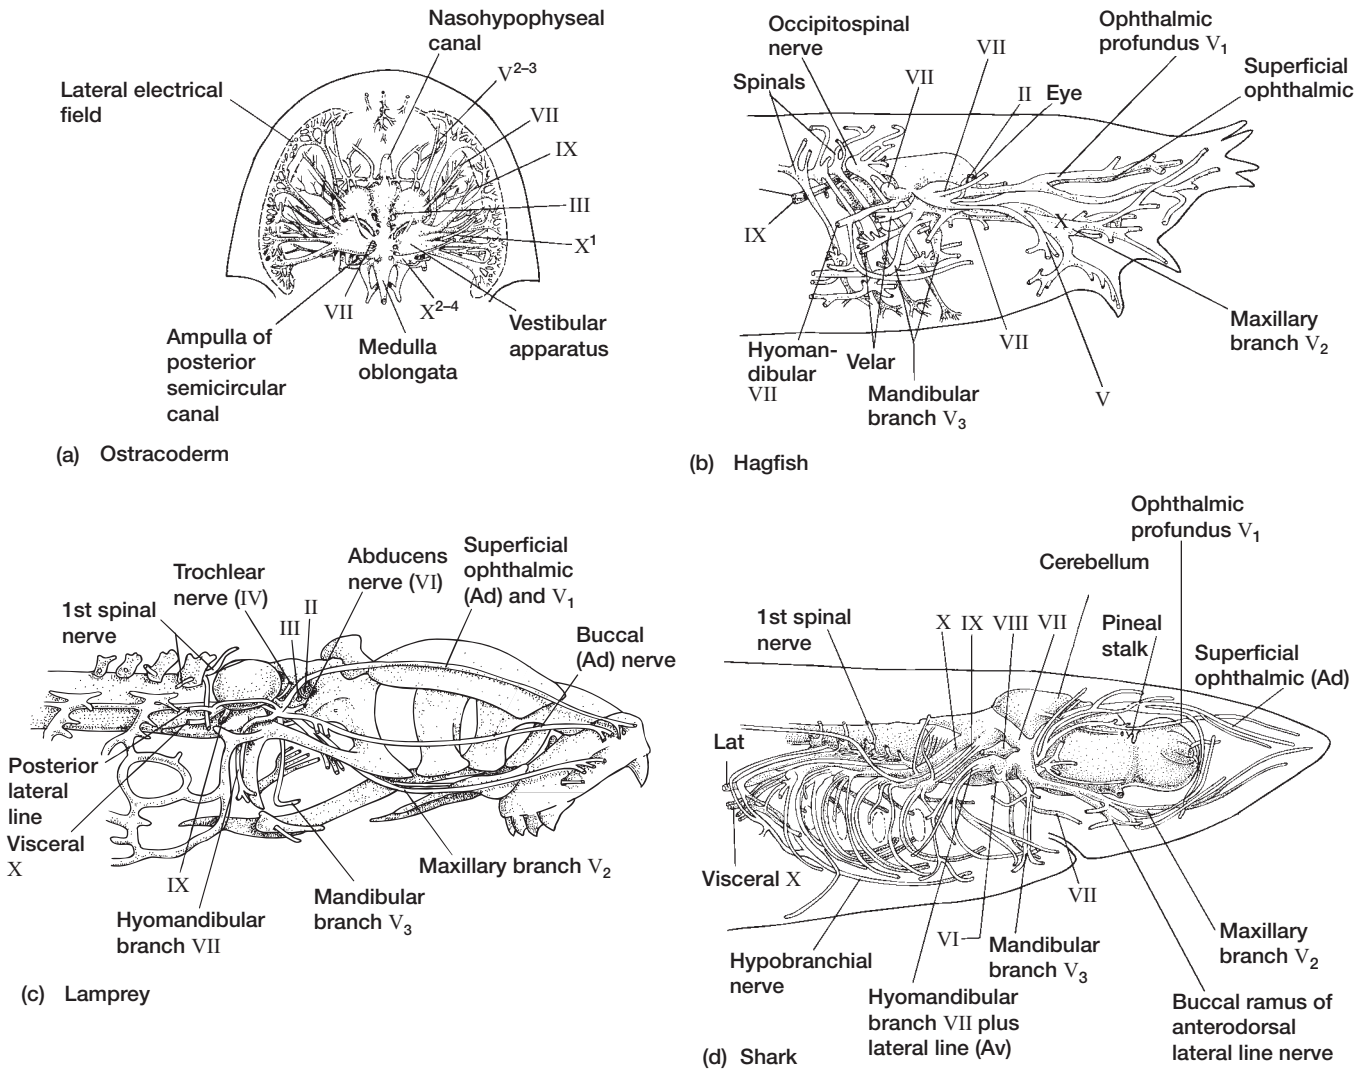 Nasohypophyseal
canal
V2–3
VII
IX
III
X1
Lateral electrical
field
VII
X2–4
Vestibular
apparatus
Medulla
oblongata
Ampulla of
posterior
semicircular
canal
(a) Ostracoderm
Occipitospinal
nerve
Spinals
VII
VII
II
Eye
Ophthalmic
profundus V1
Superficial
ophthalmic
IX
X
Hyoman-
dibular
VII
Velar
Mandibular
branch V3
VII
V
Maxillary
branch V2
(b) Hagfish
1st spinal
nerve
Trochlear
nerve (IV)
III
II
Abducens
nerve (VI)
Superficial
ophthalmic
(Ad) and V1
Buccal
(Ad) nerve
Posterior
lateral
line
Visceral
X
IX
Hyomandibular
branch VII
Mandibular
branch V3
Maxillary branch V2
(c) Lamprey
Ophthalmic
profundus V1
Cerebellum
1st spinal
nerve
X
IX
VIII
VII
Pineal
stalk
Superficial
ophthalmic (Ad)
Lat
Visceral X
Hypobranchial
nerve
VI
Hyomandibular
branch VII plus
lateral line (Av)
Mandibular
branch V3
VII
Maxillary
branch V2
Buccal ramus of
anterodorsal
lateral line nerve
(d) Shark